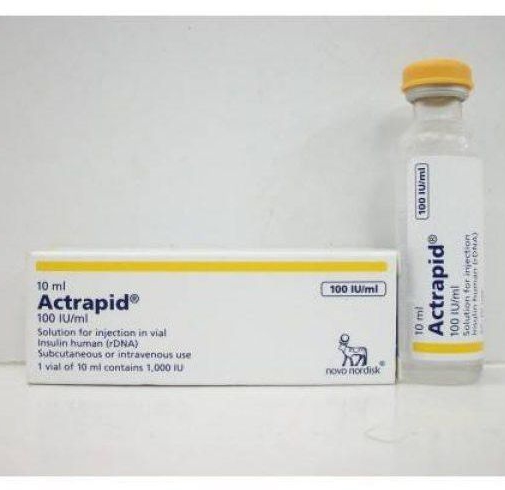 10 ml
Actrapid®
100 IU/ml
100 IU/ml
Solution for injection in vial
Insulin human (rDNA)
Subcutaneous or intravenous use
1 vial of 10 ml contains 1,000 IU
novo nordisk®
100 IU/ml
10 ml
Actrapid®
100 IU/ml
Solution for injection
Insulin human (rDNA)